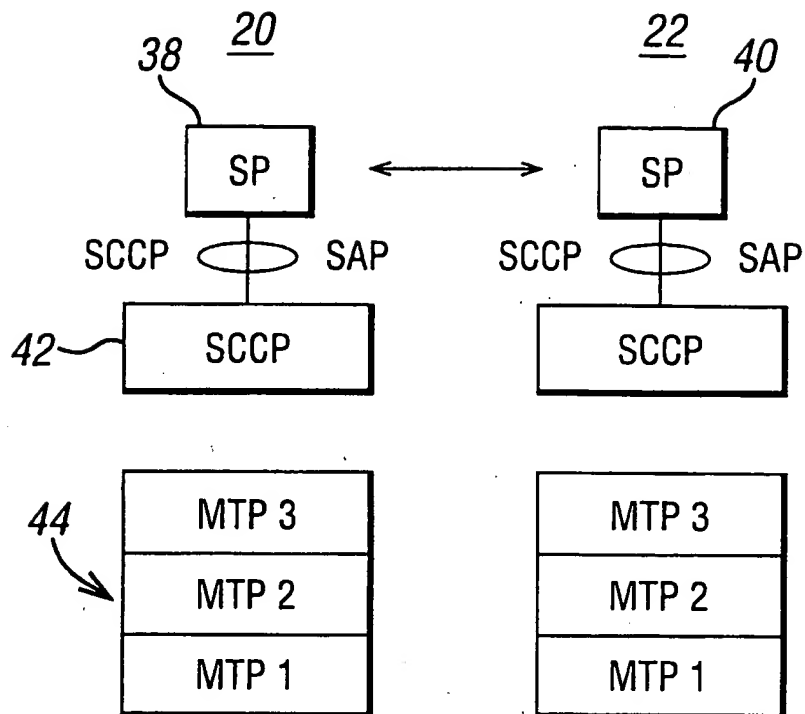 20 22
38 40
SP SP
SCCP SAP SCCP SAP
42 SCCP SCCP
MTP 3 MTP 3
44
MTP 2 MTP 2
MTP 1 MTP 1